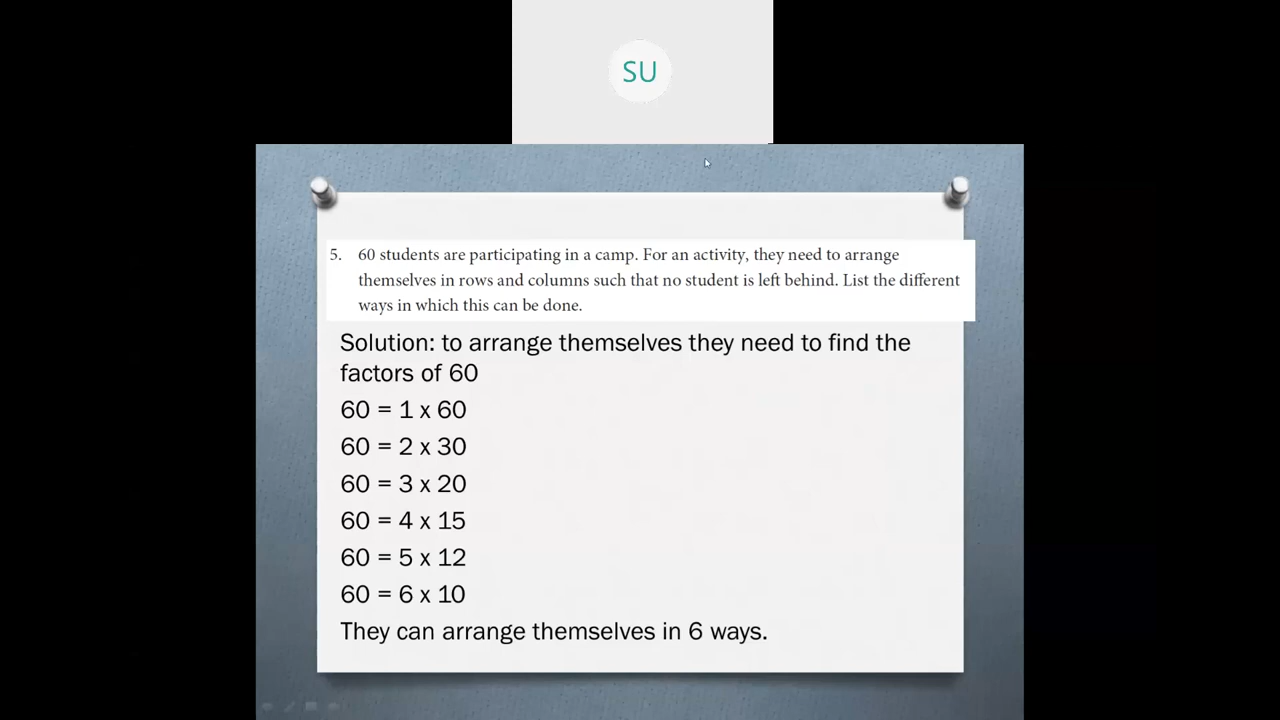 SU
5. 60 students are participating in a camp. For an activity, they need to arrange
themselves in rows and columns such that no student is left behind. List the different
ways in which this can be done.
Solution: to arrange themselves they need to find the
factors of 60
60 = 1 x 60
60 = 2 x 30
60 = 3 x 20
60 = 4 x 15
60 = 5 x 12
60 = 6 x 10
They can arrange themselves in 6 ways.